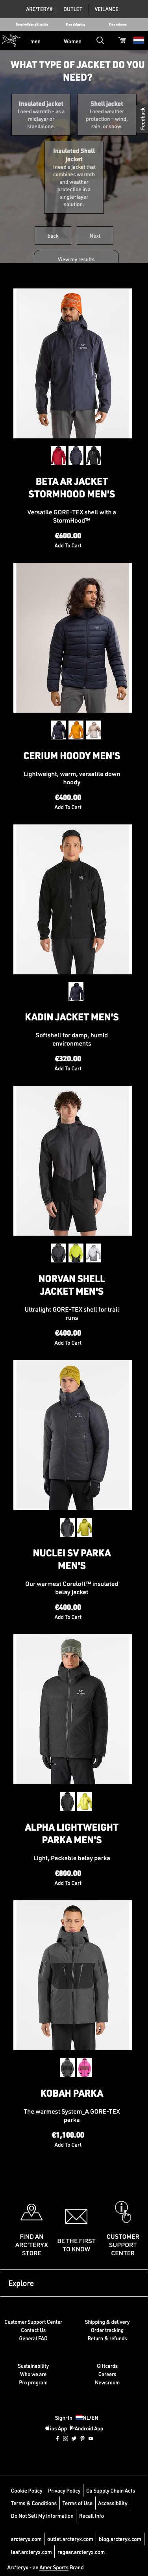 ARC'TERYX OUTLET VEILANCE
Shop holiday gift guide Free shipping Free returns
men Women
WHAT TYPE OF JACKET DO YOU
NEED?
Insulated jacket
I need warmth - as a
midlayer or
standalone.
Shell jacket
I need weather
protection - wind,
rain, or snow.
Feedback
Insulated Shell
jacket
I need a jacket that
combines warmth
and weather
protection in a
single-layer
solution.
back Next
View my results
BETA AR JACKET
STORMHOOD MEN'S
Versatile GORE-TEX shell with a
StormHood™
€600.00
Add To Cart
CERIUM HOODY MEN'S
Lightweight, warm, versatile down
hoody
€400.00
Add To Cart
KADIN JACKET MEN'S
Softshell for damp, humid
environments
€320.00
Add To Cart
NORVAN SHELL
JACKET MEN'S
Ultralight GORE-TEX shell for trail
runs
€400.00
Add To Cart
NUCLEI SV PARKA
MEN'S
Our warmest Coreloft™ insulated
belay jacket
€400.00
Add To Cart
ALPHA LIGHTWEIGHT
PARKA MEN'S
Light, Packable belay parka
€800.00
Add To Cart
KOBAH PARKA
The warmest System_A GORE-TEX
parka
€1,100.00
Add To Cart
FIND AN
ARC'TERYX
STORE
BE THE FIRST
TO KNOW
CUSTOMER
SUPPORT
CENTER
Explore
Customer Support Center
Contact Us
General FAQ
Shipping & delivery
Order tracking
Return & refunds
Sustainability
Who we are
Pro program
Giftcards
Careers
Newsroom
Sign-In NL/EN
ios App Android App
Cookie Policy Privacy Policy Ca Supply Chain Acts
Terms & Conditions Terms of Use Accessibility
Do Not Sell My Information Recall Info
arcteryx.com outlet.arcteryx.com blog.arcteryx.com
leaf.arcteryx.com regear.arcteryx.com
Arc'teryx - an Amer Sports Brand